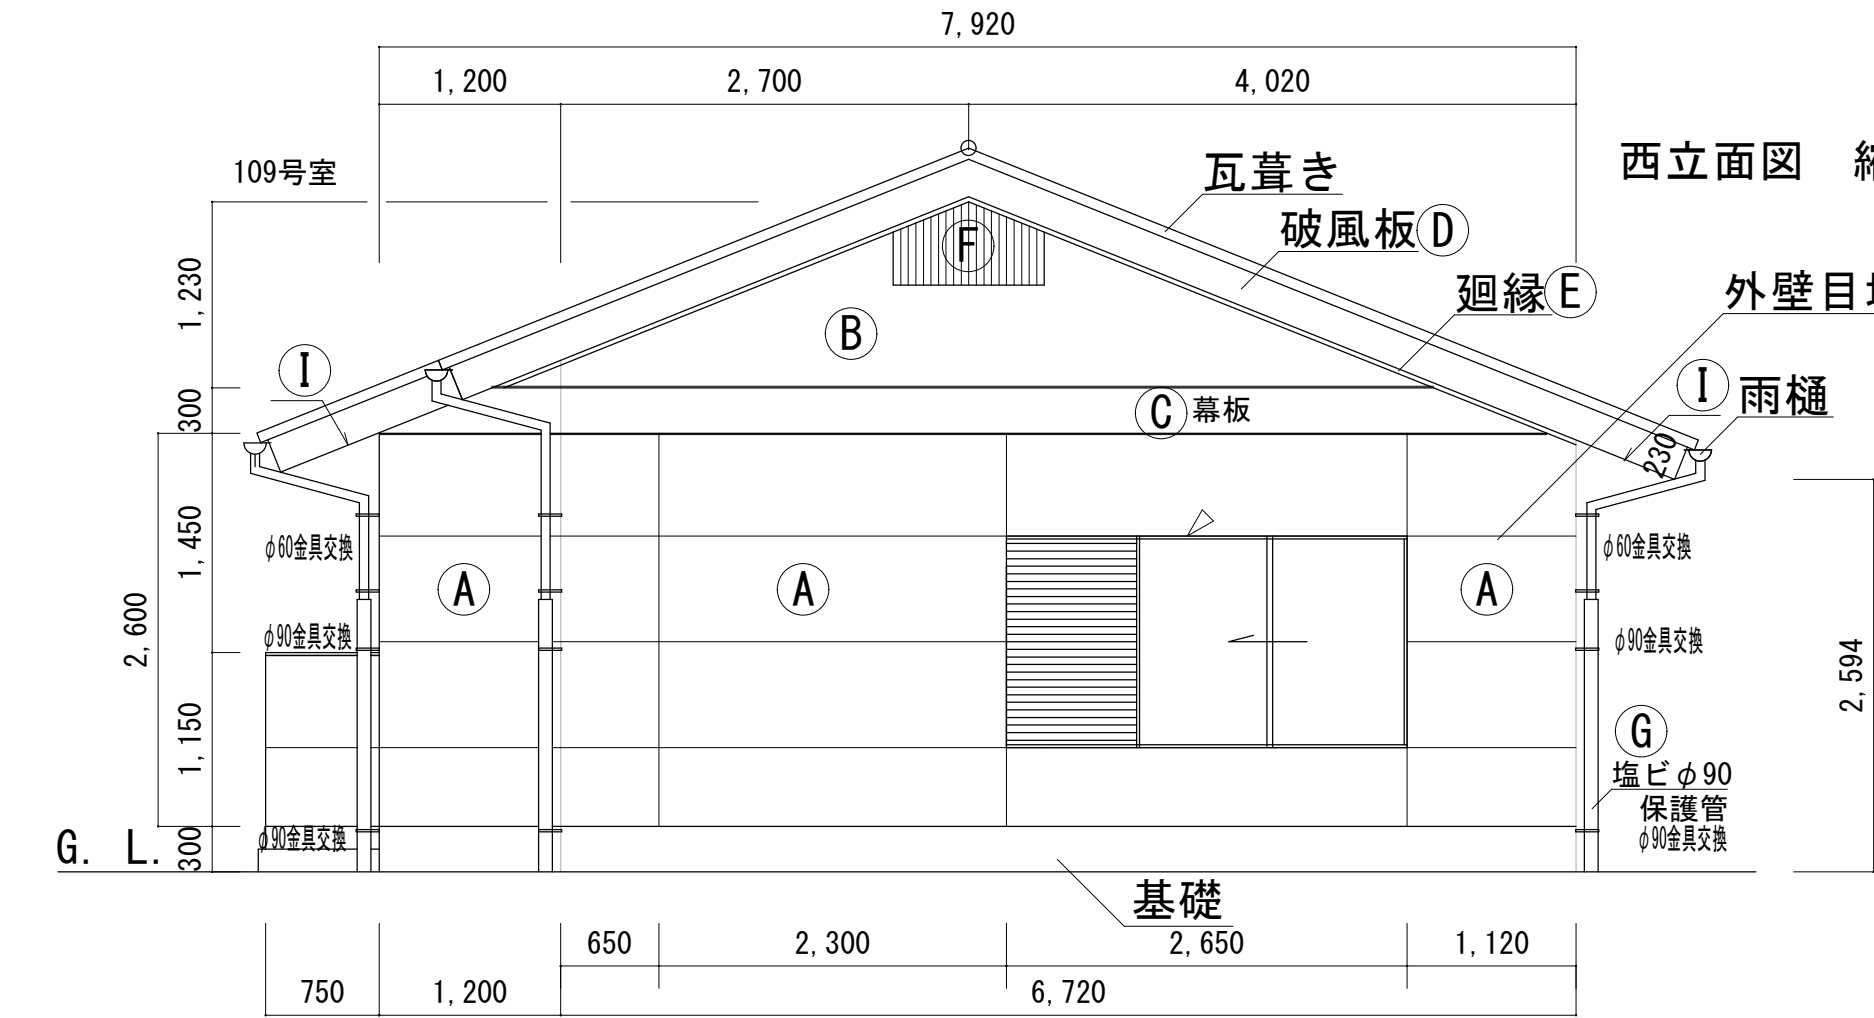 7,920
1,200
2,700
4,020
109号室
西立面図
瓦葺き
破風板 D
廻縁 E
外壁目
F
B
I
I
雨樋
C 幕板
230
1,230
300
1,450
2,600
1,150
300
φ60金具交換
φ60金具交換
A
A
A
φ90金具交換
φ90金具交換
2,594
G
塩ビφ90
保護管
φ90金具交換
φ90金具交換
G. L.
基礎
650
2,300
2,650
1,120
750
1,200
6,720